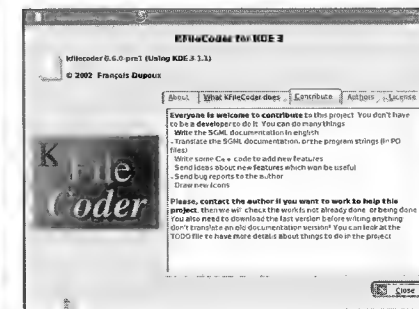 KFileCoder for KDE 3
kfilecoder 0.6.0-pre1 (Using KDE 3.1.1)
© 2002 François Dupoux
About
What KFileCoder does
Contribute
Authors
License
K
File
Coder
Everyone is welcome to contribute to this project. You don't have
to be a developer to do it. You can do many things
Write the SGML documentation in english
- Translate the SGML documentation, or the program strings (in PO
files)
Write some C++ code to add new features
Send ideas about new features which wan be useful
- Send bug reports to the author
Draw new icons
Please, contact the author if you want to work to help this
project, then we wil check the work is not already done or being done
You also need to download the last version before writing anything
don't translate an old documentation version! You can look at the
TODO file to have more details about things to do in the project
Close